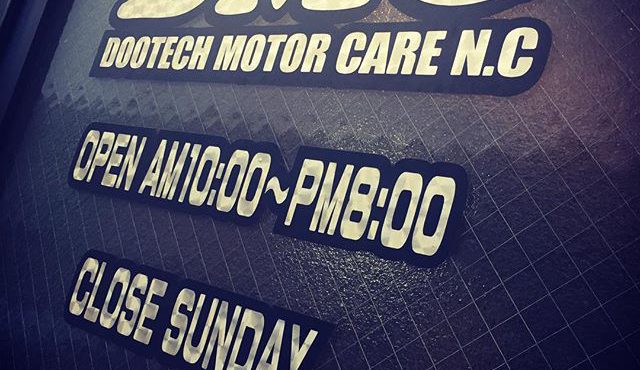 DOOTECH MOTOR CARE N.C
OPEN AM10:00~PM8:00
CLOSE SUNDAY